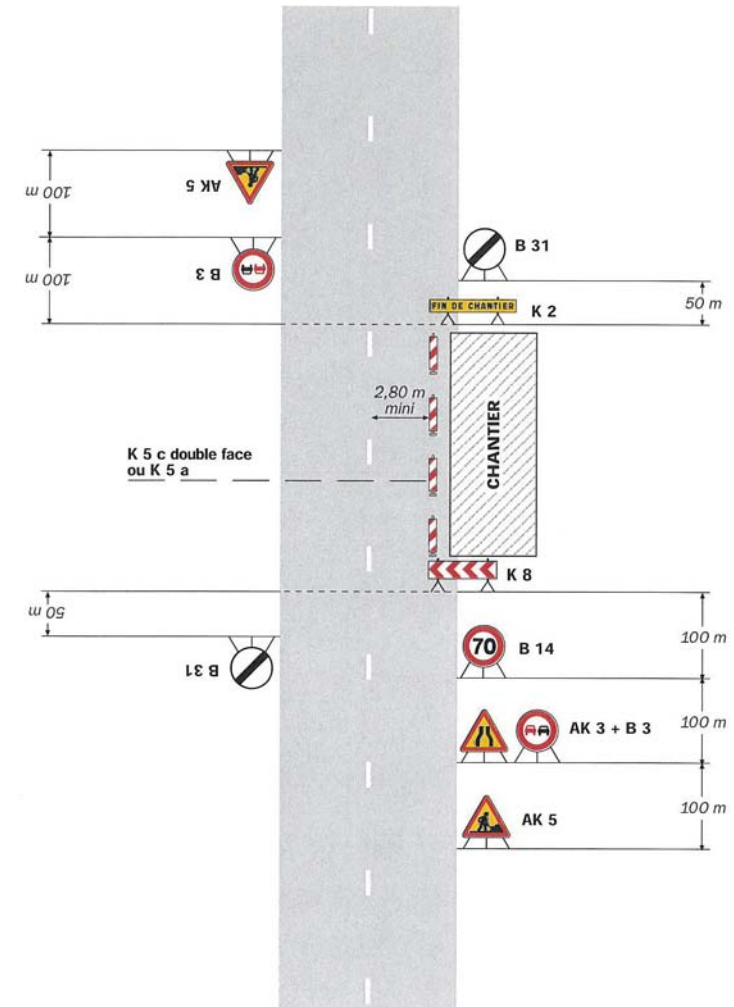 100 m
AK 5
100 m
B 3
B 31
FIN DE CHANTIER
K 2
50 m
2,80 m
mini
CHANTIER
K 5 c double face
ou K 5 a
K 8
50 m
B 31
70
B 14
100 m
AK 3 + B 3
100 m
AK 5
100 m